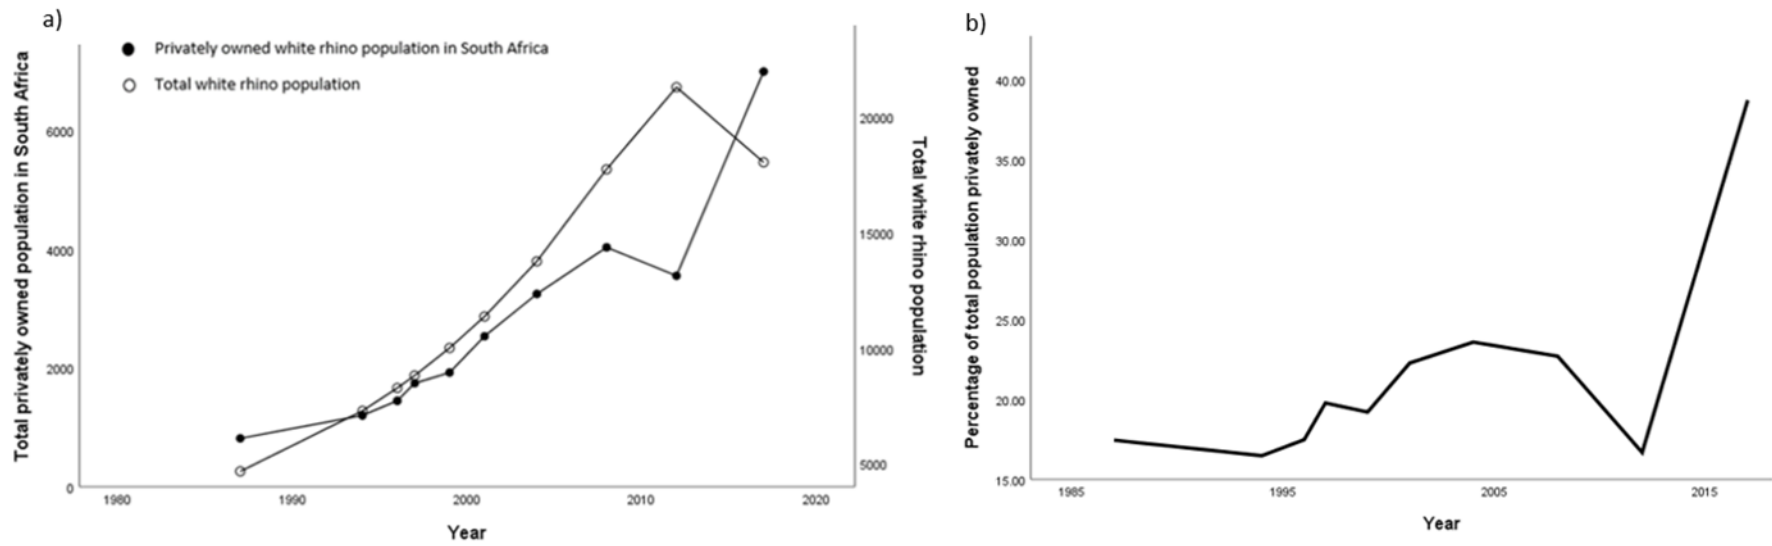 a)
Privately owned white rhino population in South Africa
Total white rhino population
Total privately owned population in South Africa
6000
4000
2000
0
20000
15000
10000
5000
Total white rhino population
1980 1990 2000 2010 2020
Year
b)
Percentage of total population privately owned
40.00
35.00
30.00
25.00
20.00
15.00
1985 1995 2005 2015
Year